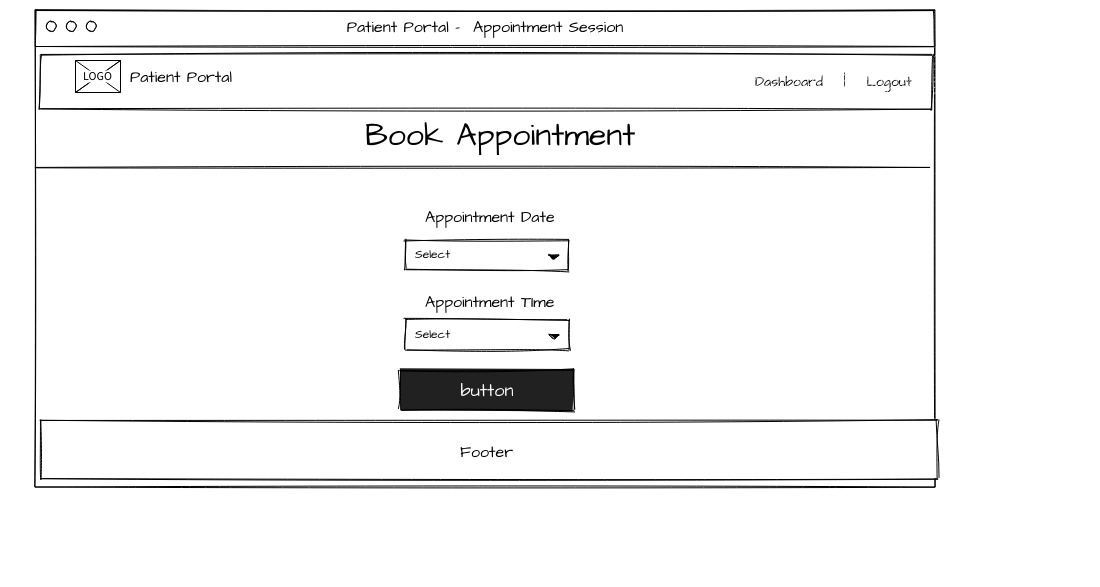 Patient Portal - Appointment Session
LOGO Patient Portal
Dashboard | Logout
Book Appointment
Appointment Date
Select
Appointment TIme
Select
button
Footer